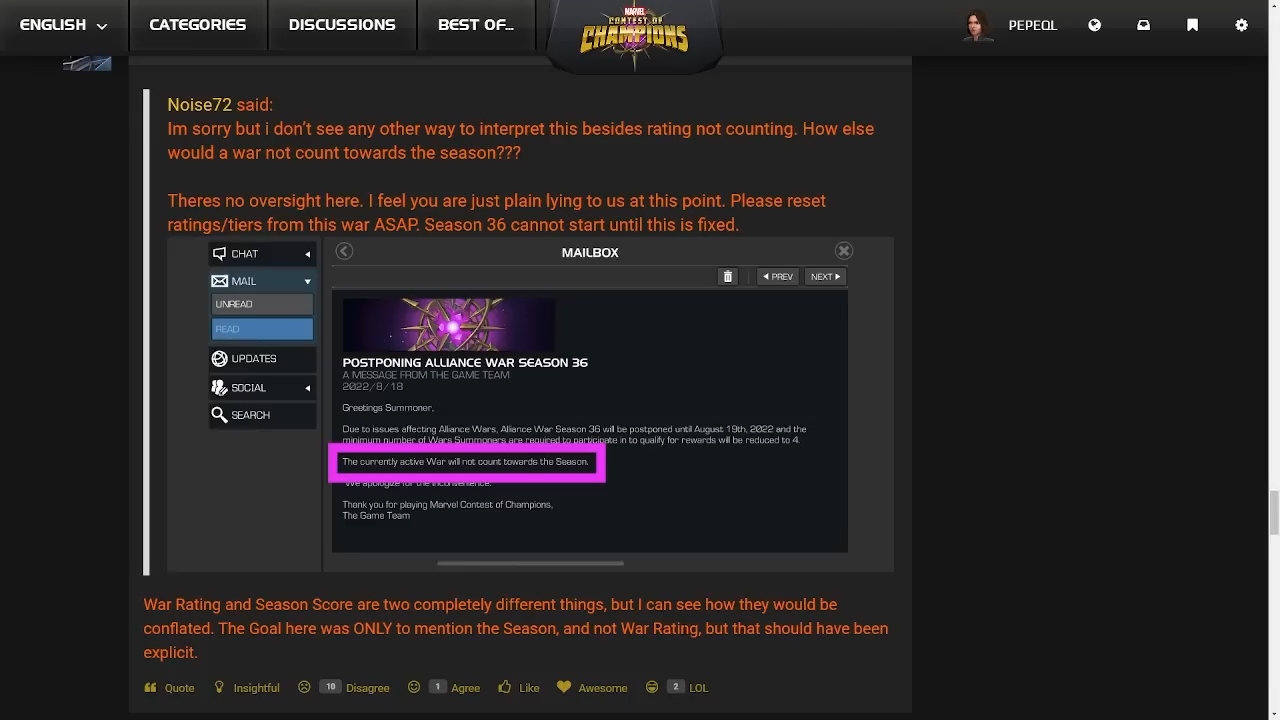 ENGLISH
CATEGORIES
DISCUSSIONS
BEST OF...
MARVEL
CONTEST OF
CHAMPIONS
PEPEQL
Noise72 said:
Im sorry but i don't see any other way to interpret this besides rating not counting. How else
would a war not count towards the season???
Theres no oversight here. I feel you are just plain lying to us at this point. Please reset
ratings/tiers from this war ASAP. Season 36 cannot start until this is fixed.
CHAT
MAIL
UNREAD
READ
UPDATES
SOCIAL
SEARCH
MAILBOX
PREV
NEXT
POSTPONING ALLIANCE WAR SEASON 36
A MESSAGE FROM THE GAME TEAM
2022/8/18
Greetings Summoner,
Due to issues affecting Alliance Wars, Alliance War Season 36 will be postponed until August 19th, 2022 and the
minimum number of Wars Summoners are required to participate in to qualify for rewards will be reduced to 4.
The currently active War will not count towards the Season.
We apologize for the inconvenience.
Thank you for playing Marvel Contest of Champions,
The Game Team
War Rating and Season Score are two completely different things, but I can see how they would be
conflated. The Goal here was ONLY to mention the Season, and not War Rating, but that should have been
explicit.
Quote
Insightful
10 Disagree
1 Agree
Like
Awesome
2 LOL